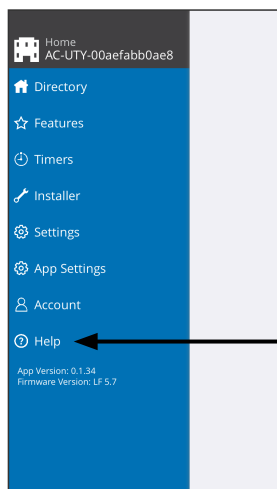 Home
AC-UTY-00aefabb0ae8
Directory
Features
Timers
Installer
Settings
App Settings
Account
Help
App Version: 0.1.34
Firmware Version: LF 5.7